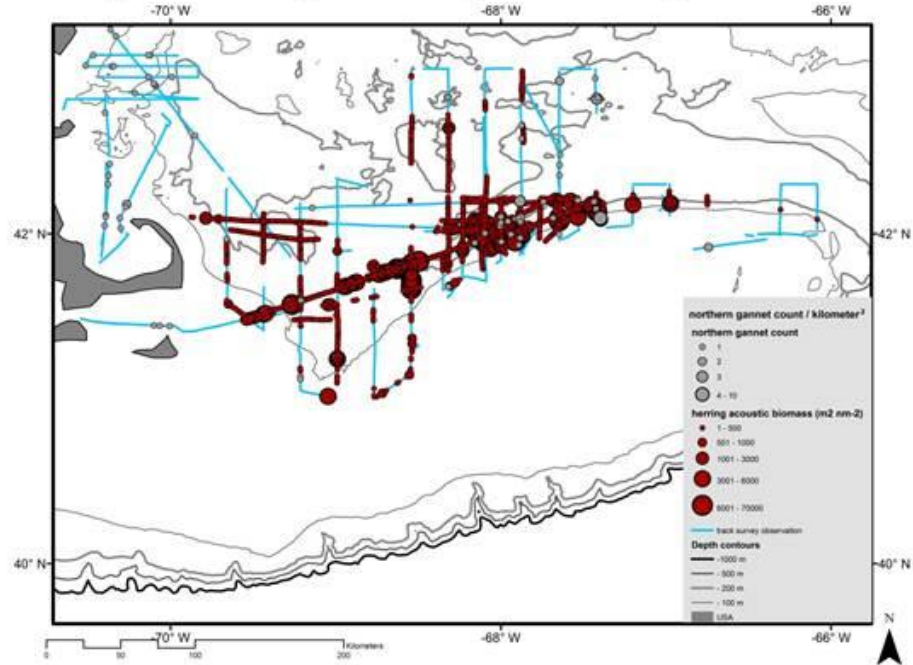 -70° W -68° W -66° W
42° N 42° N
northern gannet count / kilometer²
northern gannet count
1
2
3
4 - 10
herring acoustic biomass (m2 nm-2)
1 - 500
501 - 1000
1001 - 3000
3001 - 6000
6001 - 70000
track survey observation
Depth contours
-1000 m
- 500 m
- 200 m
- 100 m
USA
40° N 40° N
-70° W -68° W -66° W
N
Kilometers
0 50 100 200